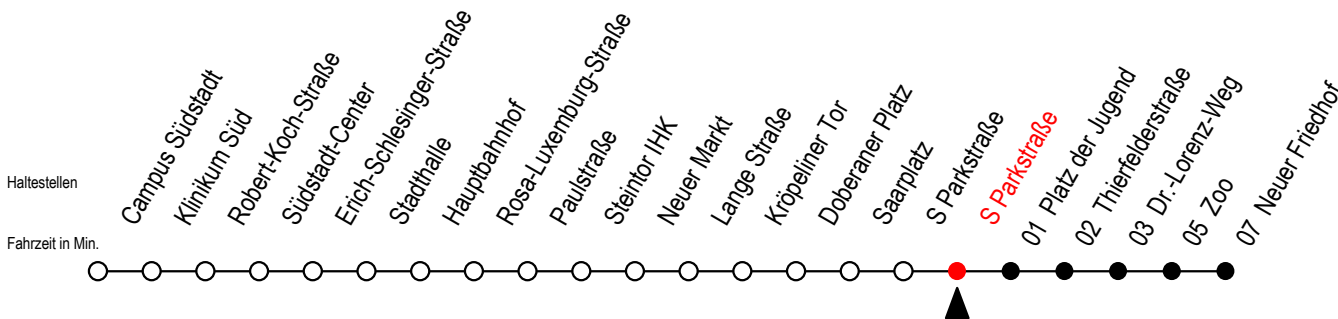 Haltestellen
Fahrzeit in Min.
Campus Südstadt
Klinikum Süd
Robert-Koch-Straße
Südstadt-Center
Erich-Schlesinger-Straße
Stadthalle
Hauptbahnhof
Rosa-Luxemburg-Straße
Paulstraße
Steintor IHK
Neuer Markt
Lange Straße
Kröpeliner Tor
Doberaner Platz
Saarplatz
S Parkstraße
S Parkstraße
01 Platz der Jugend
02 Thierfelderstraße
03 Dr.-Lorenz-Weg
05 Zoo
07 Neuer Friedhof